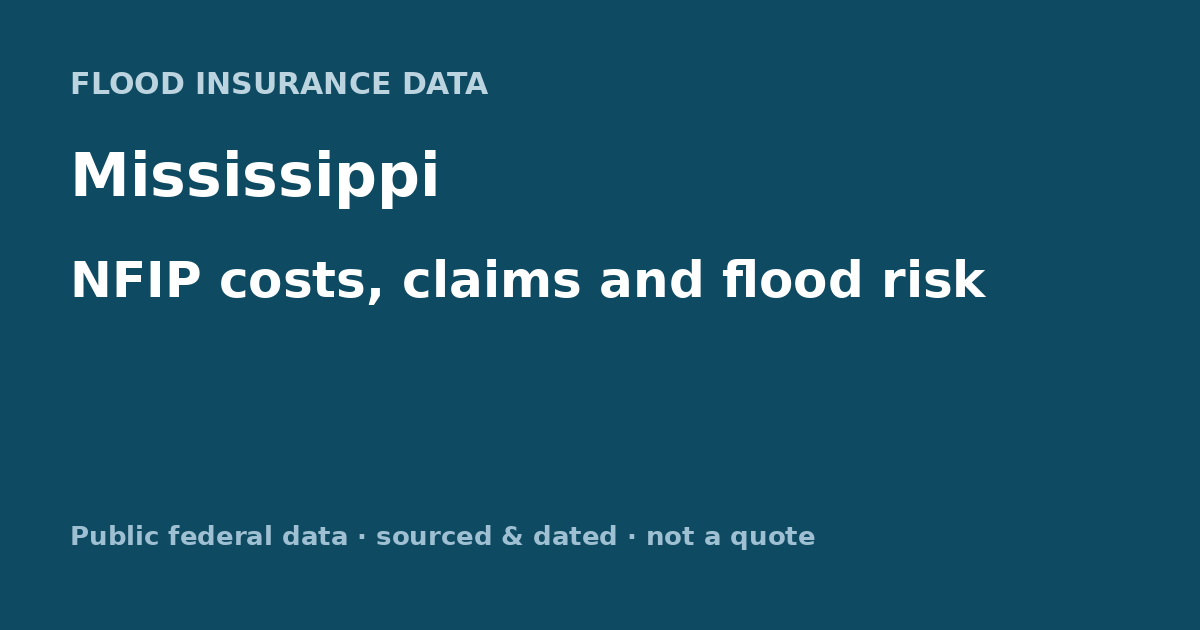 FLOOD INSURANCE DATA
Mississippi
NFIP costs, claims and flood risk
Public federal data · sourced & dated · not a quote